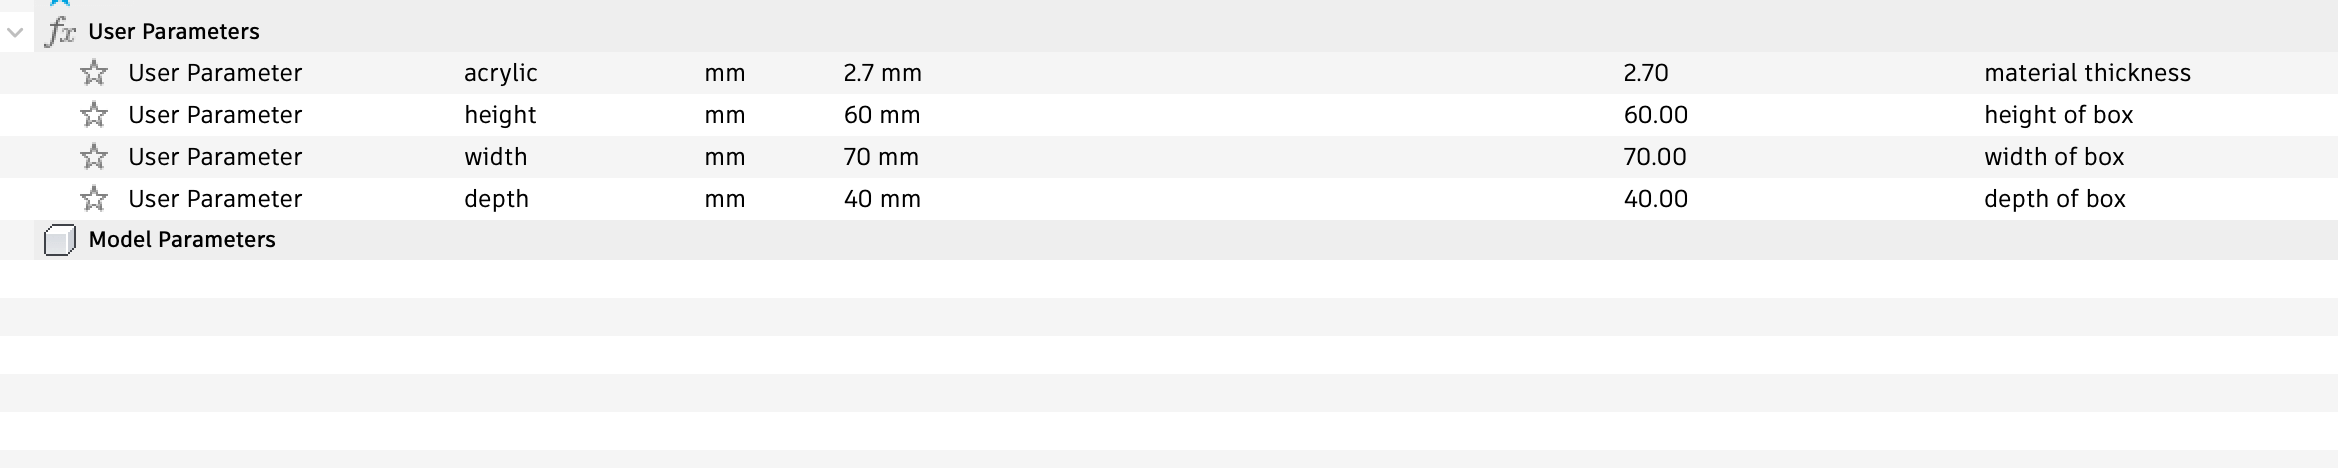 fx User Parameters
User Parameter acrylic mm 2.7 mm 2.70 material thickness
User Parameter height mm 60 mm 60.00 height of box
User Parameter width mm 70 mm 70.00 width of box
User Parameter depth mm 40 mm 40.00 depth of box
Model Parameters